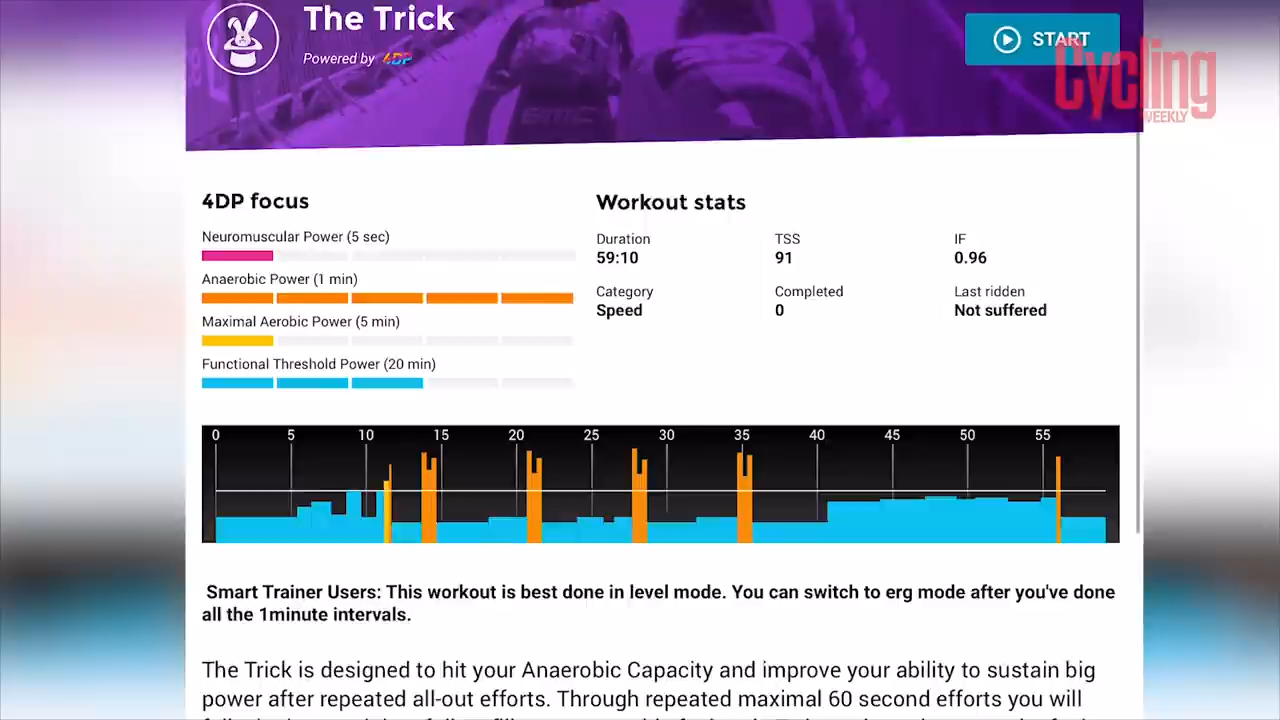 The Trick
Powered by 4DP
START
Cycling
WEEKLY
4DP focus
Neuromuscular Power (5 sec)
Anaerobic Power (1 min)
Maximal Aerobic Power (5 min)
Functional Threshold Power (20 min)
Workout stats
Duration TSS IF
59:10 91 0.96
Category Completed Last ridden
Speed 0 Not suffered
0 5 10 15 20 25 30 35 40 45 50 55
Smart Trainer Users: This workout is best done in level mode. You can switch to erg mode after you've done
all the 1minute intervals.
The Trick is designed to hit your Anaerobic Capacity and improve your ability to sustain big
power after repeated all-out efforts. Through repeated maximal 60 second efforts you will